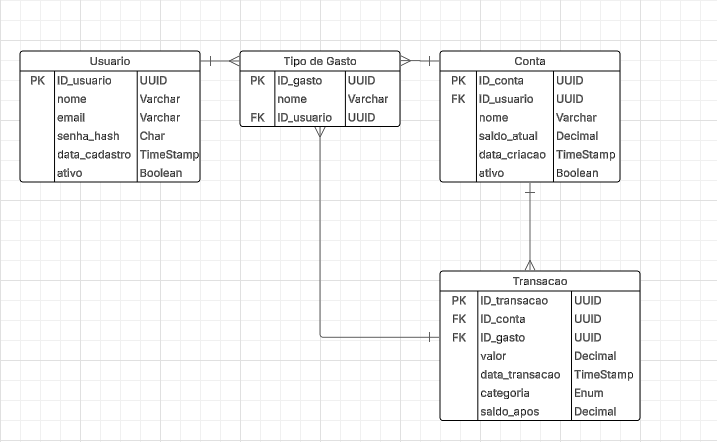 Usuario
PK ID_usuario UUID
nome Varchar
email Varchar
senha_hash Char
data_cadastro TimeStamp
ativo Boolean
Tipo de Gasto
PK ID_gasto UUID
nome Varchar
FK ID_usuario UUID
Conta
PK ID_conta UUID
FK ID_usuario UUID
nome Varchar
saldo_atual Decimal
data_criacao TimeStamp
ativo Boolean
Transacao
PK ID_transacao UUID
FK ID_conta UUID
FK ID_gasto UUID
valor Decimal
data_transacao TimeStamp
categoria Enum
saldo_apos Decimal